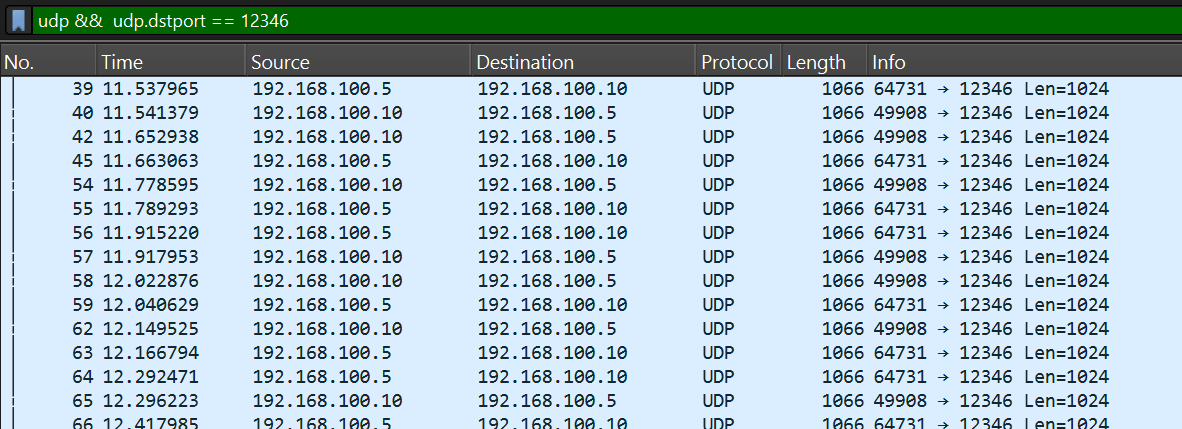 udp && udp.dstport == 12346
No. Time Source Destination Protocol Length Info
39 11.537965 192.168.100.5 192.168.100.10 UDP 1066 64731 → 12346 Len=1024
40 11.541379 192.168.100.10 192.168.100.5 UDP 1066 49908 → 12346 Len=1024
42 11.652938 192.168.100.10 192.168.100.5 UDP 1066 49908 → 12346 Len=1024
45 11.663063 192.168.100.5 192.168.100.10 UDP 1066 64731 → 12346 Len=1024
54 11.778595 192.168.100.10 192.168.100.5 UDP 1066 49908 → 12346 Len=1024
55 11.789293 192.168.100.5 192.168.100.10 UDP 1066 64731 → 12346 Len=1024
56 11.915220 192.168.100.5 192.168.100.10 UDP 1066 64731 → 12346 Len=1024
57 11.917953 192.168.100.10 192.168.100.5 UDP 1066 49908 → 12346 Len=1024
58 12.022876 192.168.100.10 192.168.100.5 UDP 1066 49908 → 12346 Len=1024
59 12.040629 192.168.100.5 192.168.100.10 UDP 1066 64731 → 12346 Len=1024
62 12.149525 192.168.100.10 192.168.100.5 UDP 1066 49908 → 12346 Len=1024
63 12.166794 192.168.100.5 192.168.100.10 UDP 1066 64731 → 12346 Len=1024
64 12.292471 192.168.100.5 192.168.100.10 UDP 1066 64731 → 12346 Len=1024
65 12.296223 192.168.100.10 192.168.100.5 UDP 1066 49908 → 12346 Len=1024
66 12.417985 192.168.100.5 192.168.100.10 UDP 1066 64731 → 12346 Len=1024